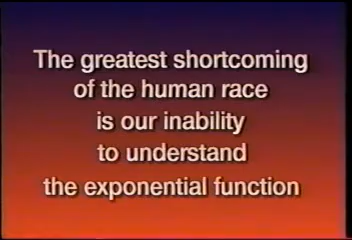 The greatest shortcoming
of the human race
is our inability
to understand
the exponential function